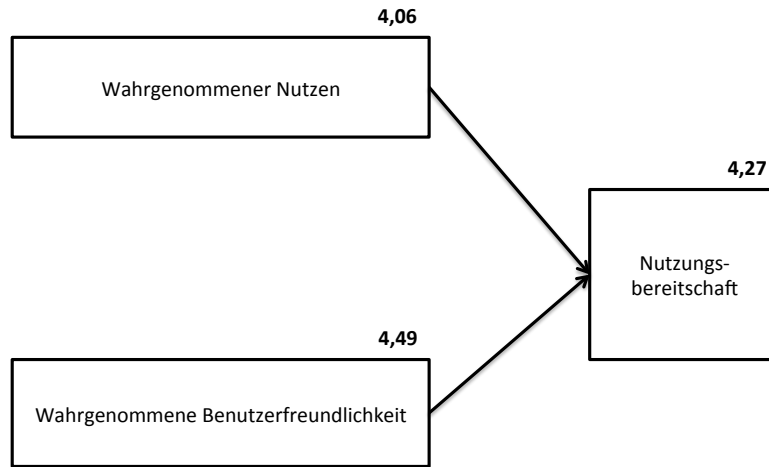 4,06
Wahrgenommener Nutzen
4,27
Nutzungs-
bereitschaft
4,49
Wahrgenommene Benutzerfreundlichkeit